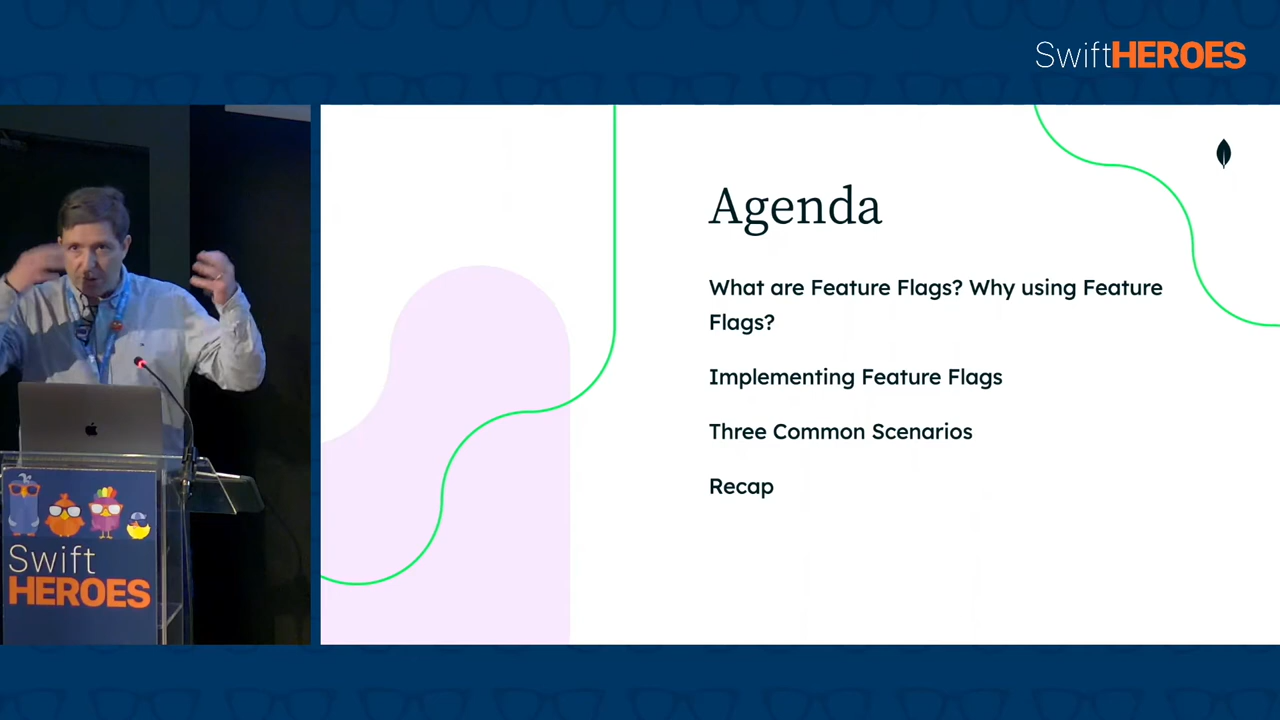 SwiftHEROES
Agenda
What are Feature Flags? Why using Feature
Flags?
Implementing Feature Flags
Three Common Scenarios
Recap
Swift
HEROES